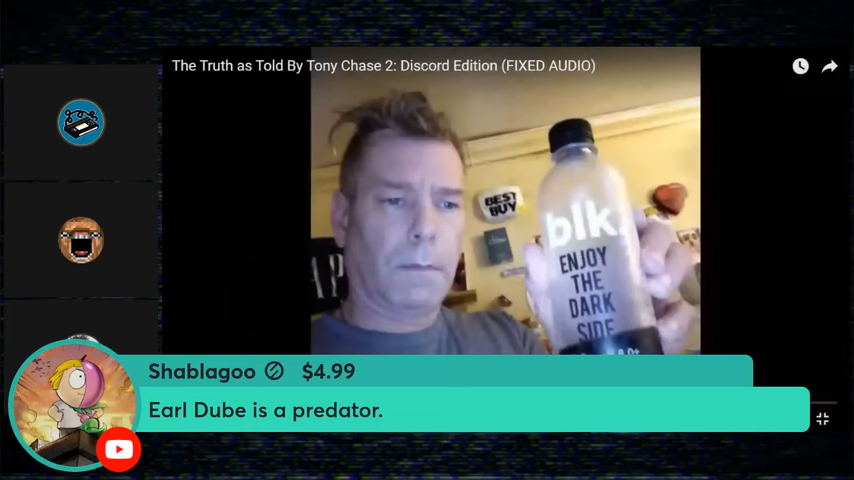 The Truth as Told By Tony Chase 2: Discord Edition (FIXED AUDIO)
BEST
BUY
blk.
ENJOY
THE
DARK
SIDE
AP
Shablagoo $4.99
Earl Dube is a predator.